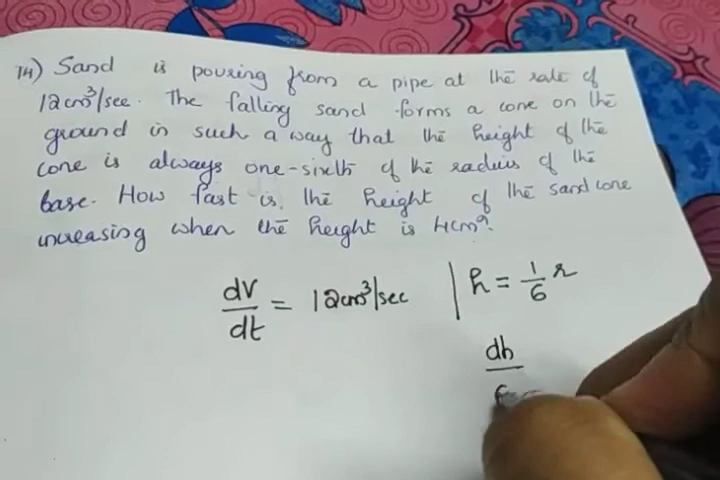 74) Sand is pouring from a pipe at the rate of
12cm³/sec. The falling sand forms a cone on the
ground in such a way that the height of the
cone is always one-sixth of the radius of the
base. How fast is the height of the sand cone
increasing when the height is 4cm?
dV/dt = 12cm³/sec | h = 1/6 r
dh